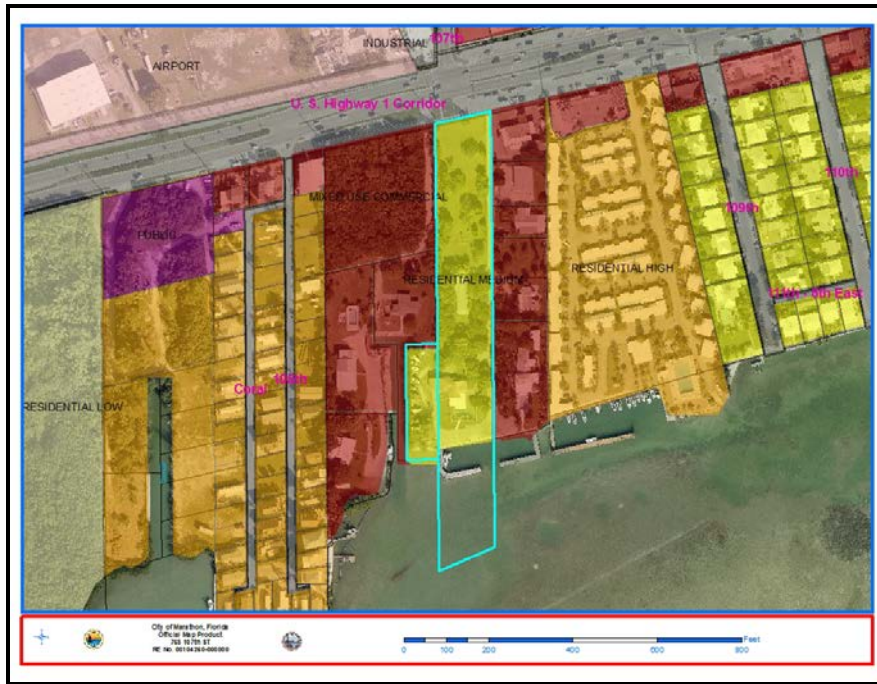 INDUSTRIAL 107th
AIRPORT
U. S. Highway 1 Corridor
110th
MIXED USE COMMERCIAL
109th
PUBLIC
RESIDENTIAL HIGH
RESIDENTIAL MEDIUM
Coral
RESIDENTIAL LOW
City of Marathon, Florida
Official Map Product
Feet
0 100 200 400 600 800